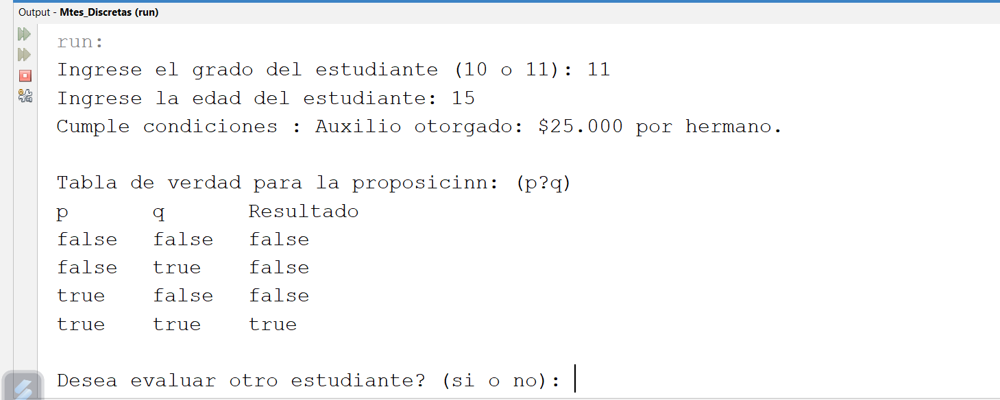 Output - Mtes_Discretas (run)
run:
Ingrese el grado del estudiante (10 o 11): 11
Ingrese la edad del estudiante: 15
Cumple condiciones : Auxilio otorgado: $25.000 por hermano.
Tabla de verdad para la proposicinn: (p?q)
p q Resultado
false false false
false true false
true false false
true true true
Desea evaluar otro estudiante? (si o no):